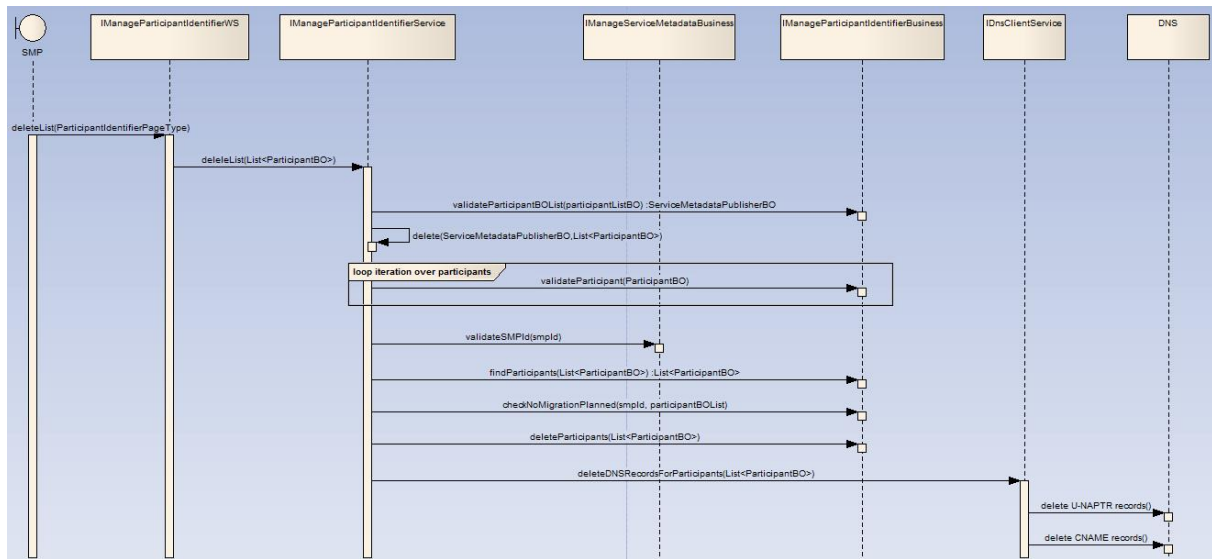 IManageParticipantIdentifierWS
IManageParticipantIdentifierService
IManageServiceMetadataBusiness
IManageParticipantIdentifierBusiness
IDnsClientService
DNS
SMP
deleteList(ParticipantIdentifierPageType)
deleleList(List<ParticipantBO>)
validateParticipantBOList(participantListBO) :ServiceMetadataPublisherBO
delete(ServiceMetadataPublisherBO,List<ParticipantBO>)
loop iteration over participants
validateParticipant(ParticipantBO)
validateSMPId(smpId)
findParticipants(List<ParticipantBO>) :List<ParticipantBO>
checkNoMigrationPlanned(smpId, participantBOList)
deleteParticipants(List<ParticipantBO>)
deleteDNSRecordsForParticipants(List<ParticipantBO>)
delete U-NAPTR records()
delete CNAME records()